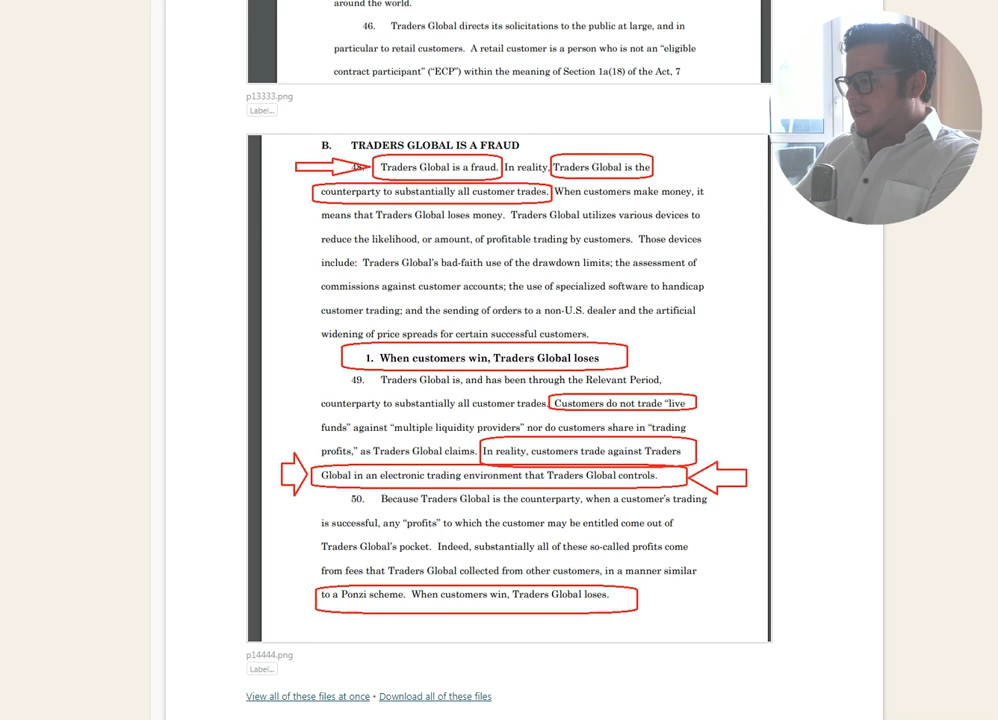 around the world.
46. Traders Global directs its solicitations to the public at large, and in
particular to retail customers. A retail customer is a person who is not an “eligible
contract participant” (“ECP”) within the meaning of Section 1a(18) of the Act, 7
p13333.png
Label...
B. TRADERS GLOBAL IS A FRAUD
48. Traders Global is a fraud. In reality, Traders Global is the
counterparty to substantially all customer trades. When customers make money, it
means that Traders Global loses money. Traders Global utilizes various devices to
reduce the likelihood, or amount, of profitable trading by customers. Those devices
include: Traders Global’s bad-faith use of the drawdown limits; the assessment of
commissions against customer accounts; the use of specialized software to handicap
customer trading; and the sending of orders to a non-U.S. dealer and the artificial
widening of price spreads for certain successful customers.
1. When customers win, Traders Global loses
49. Traders Global is, and has been through the Relevant Period,
counterparty to substantially all customer trades. Customers do not trade “live
funds” against “multiple liquidity providers” nor do customers share in “trading
profits,” as Traders Global claims. In reality, customers trade against Traders
Global in an electronic trading environment that Traders Global controls.
50. Because Traders Global is the counterparty, when a customer’s trading
is successful, any “profits” to which the customer may be entitled come out of
Traders Global’s pocket. Indeed, substantially all of these so-called profits come
from fees that Traders Global collected from other customers, in a manner similar
to a Ponzi scheme. When customers win, Traders Global loses.
p14444.png
Label...
View all of these files at once • Download all of these files